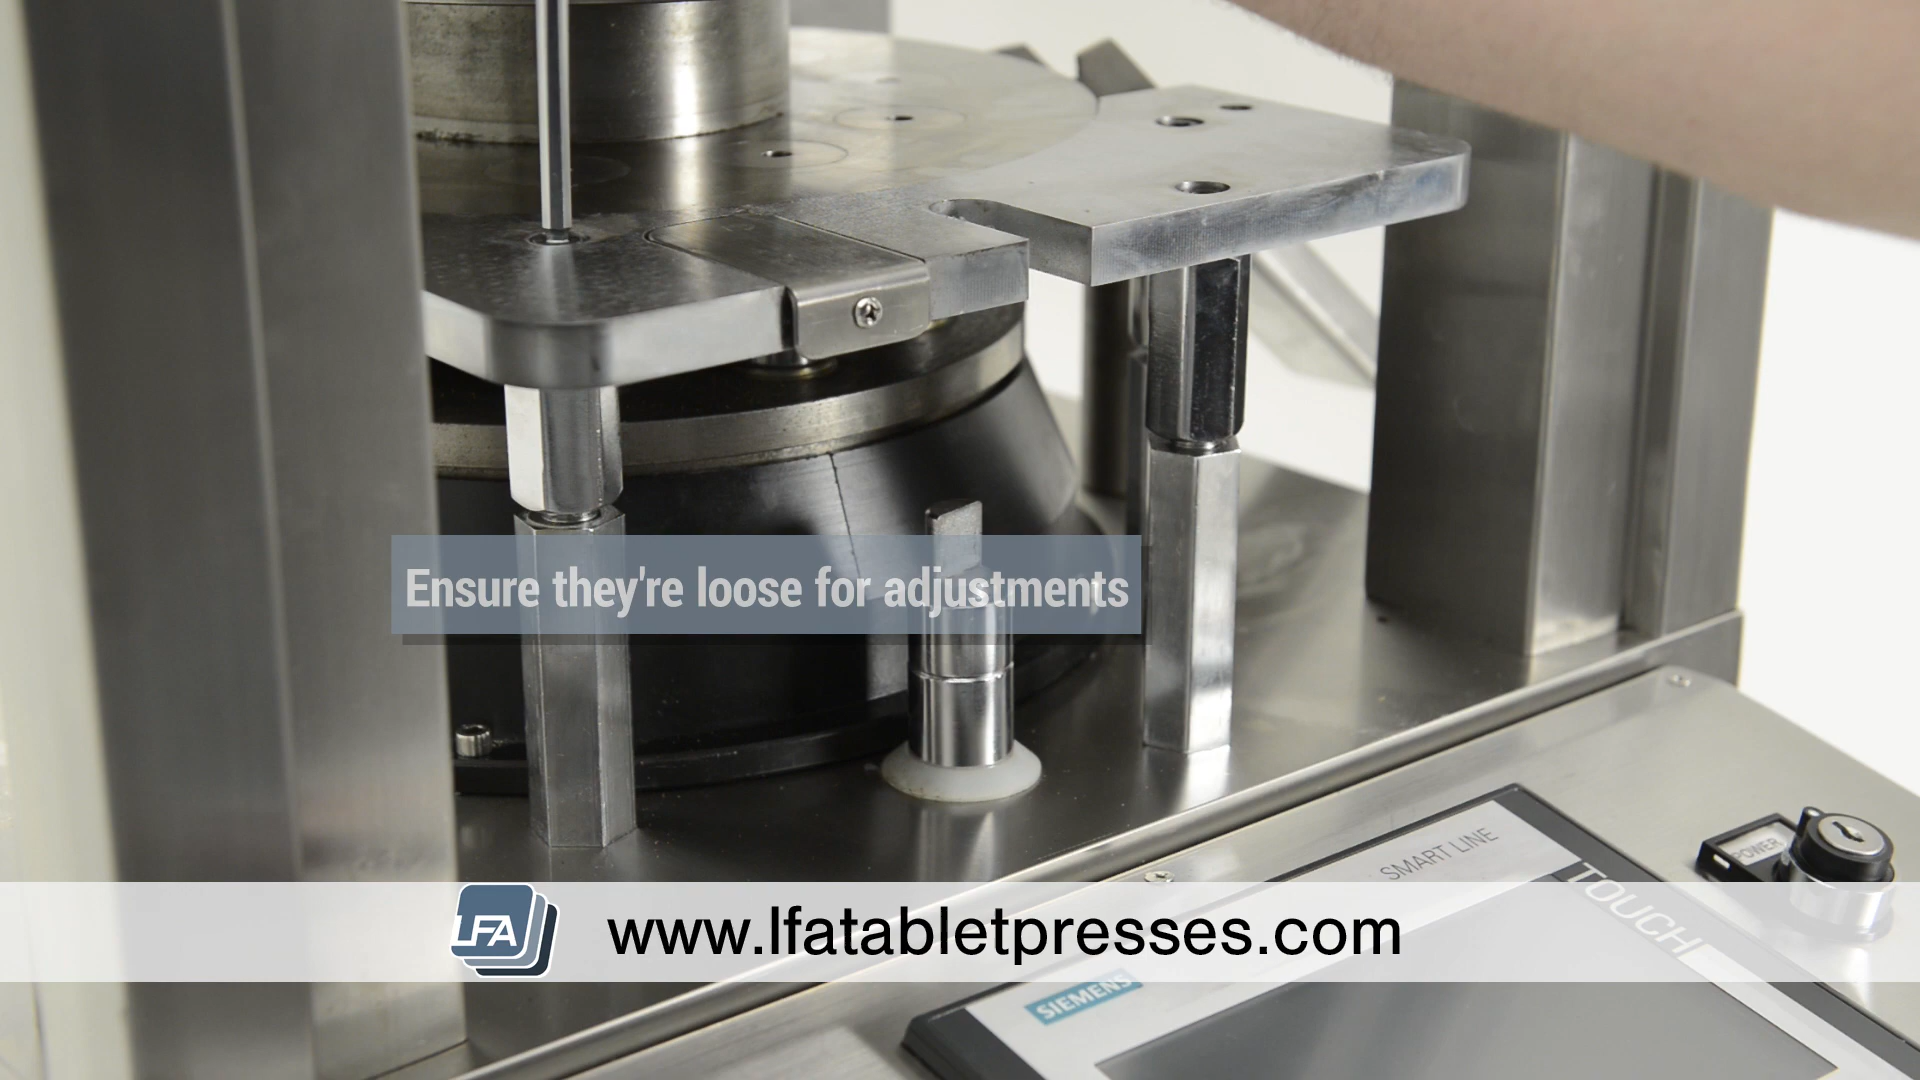 Ensure they're loose for adjustments
POWER
SMART LINE
TOUCH
LFA
www.lfatabletpresses.com
SIEMENS